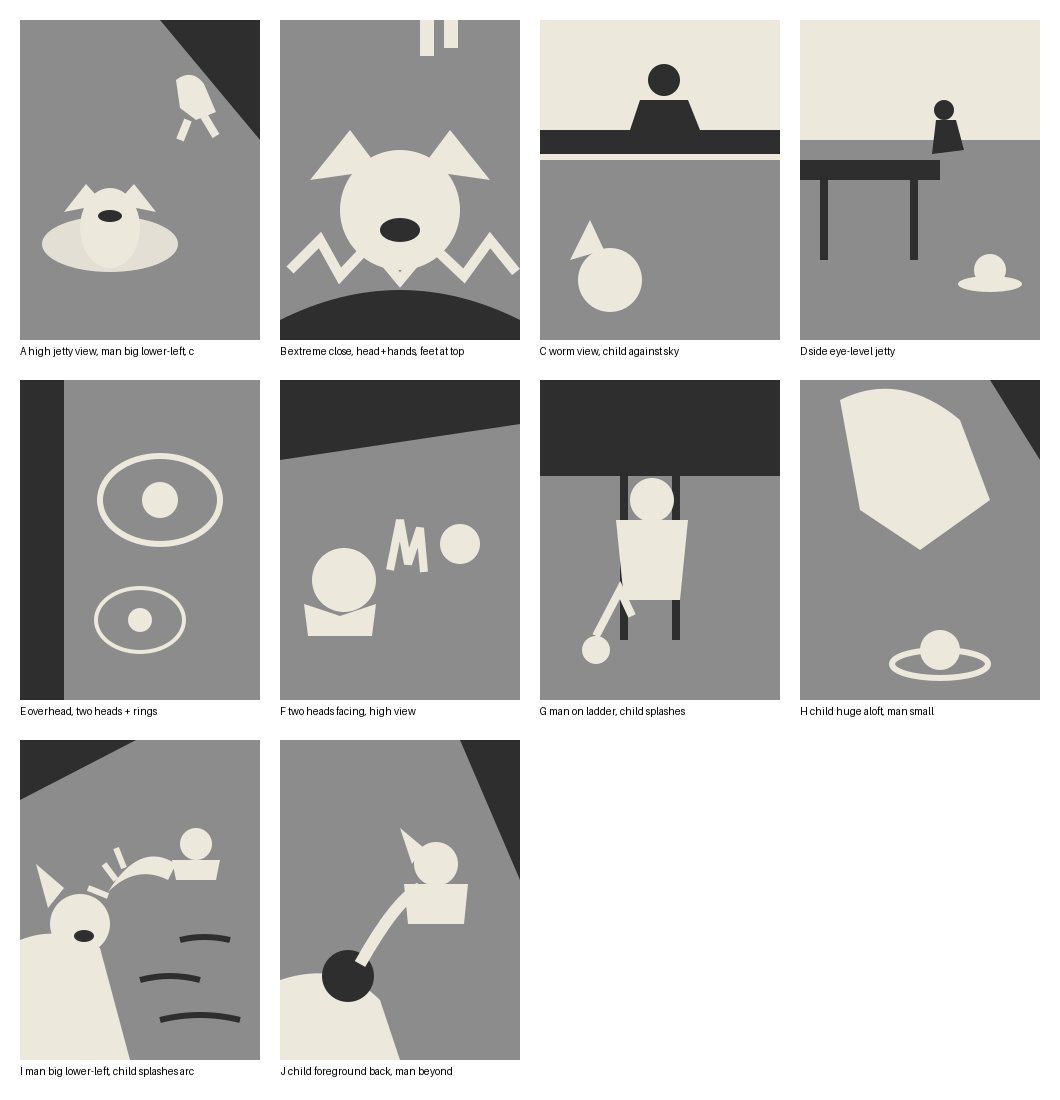 A high jetty view, man big lower-left, c
B extreme close, head+hands, feet at top
C worm view, child against sky
D side eye-level jetty
E overhead, two heads + rings
F two heads facing, high view
G man on ladder, child splashes
H child huge aloft, man small
I man big lower-left, child splashes arc
J child foreground back, man beyond